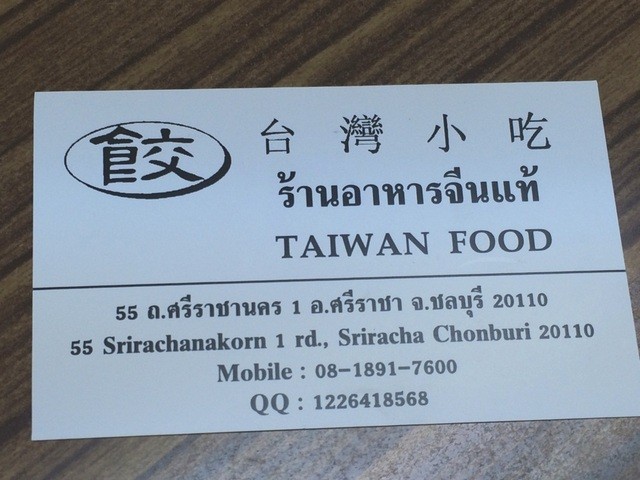 餃
台灣小吃
ร้านอาหารจีนแท้
TAIWAN FOOD
55 ถ.ศรีราชานคร 1 อ.ศรีราชา จ.ชลบุรี 20110
55 Srirachanakorn 1 rd., Sriracha Chonburi 20110
Mobile : 08-1891-7600
QQ : 1226418568